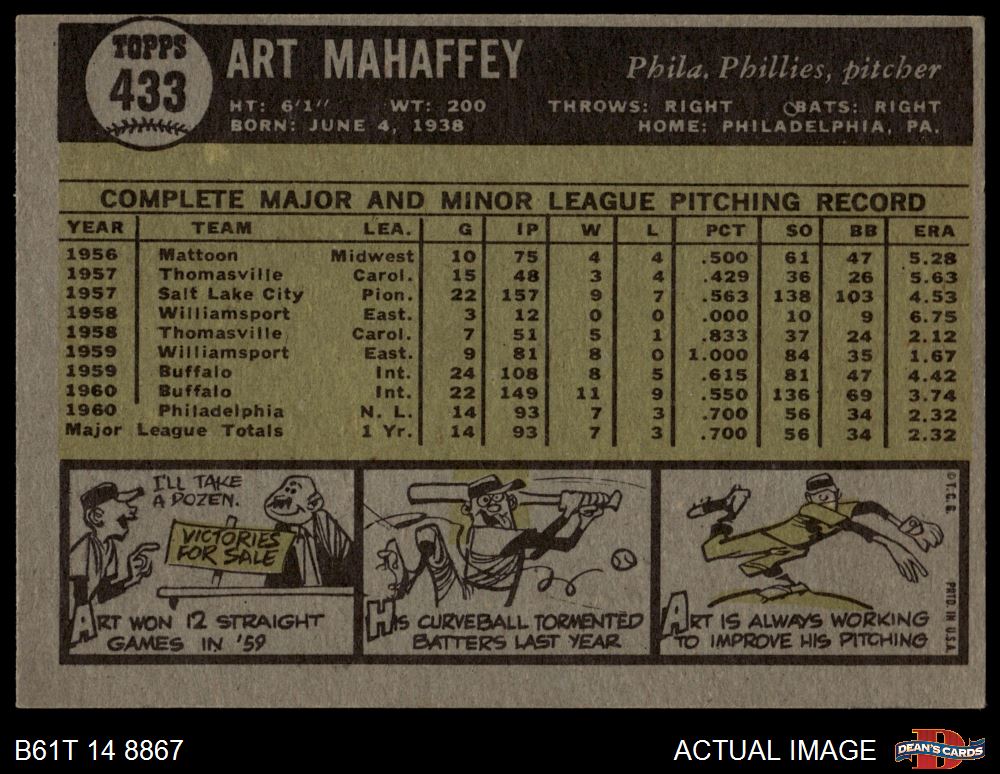 TOPPS
433
ART MAHAFFEY
Phila. Phillies, pitcher
HT: 6'1" WT: 200 THROWS: RIGHT BATS: RIGHT
BORN: JUNE 4, 1938 HOME: PHILADELPHIA, PA.
COMPLETE MAJOR AND MINOR LEAGUE PITCHING RECORD
YEAR TEAM LEA. G IP W L PCT SO BB ERA
1956 Mattoon Midwest 10 75 4 4 .500 61 47 5.28
1957 Thomasville Carol. 15 48 3 4 .429 36 26 5.63
1957 Salt Lake City Pion. 22 157 9 7 .563 138 103 4.53
1958 Williamsport East. 3 12 0 0 .000 10 9 6.75
1958 Thomasville Carol. 7 51 5 1 .833 37 24 2.12
1959 Williamsport East. 9 81 8 0 1.000 84 35 1.67
1959 Buffalo Int. 24 108 8 5 .615 81 47 4.42
1960 Buffalo Int. 22 149 11 9 .550 136 69 3.74
1960 Philadelphia N. L. 14 93 7 3 .700 56 34 2.32
Major League Totals 1 Yr. 14 93 7 3 .700 56 34 2.32
I'LL TAKE
A DOZEN.
VICTORIES
FOR SALE
ART WON 12 STRAIGHT
GAMES IN '59
HIS CURVEBALL TORMENTED
BATTERS LAST YEAR
ART IS ALWAYS WORKING
TO IMPROVE HIS PITCHING
© T.C.G.
PRTD. IN U.S.A.
B61T 14 8867
ACTUAL IMAGE
DEAN'S CARDS